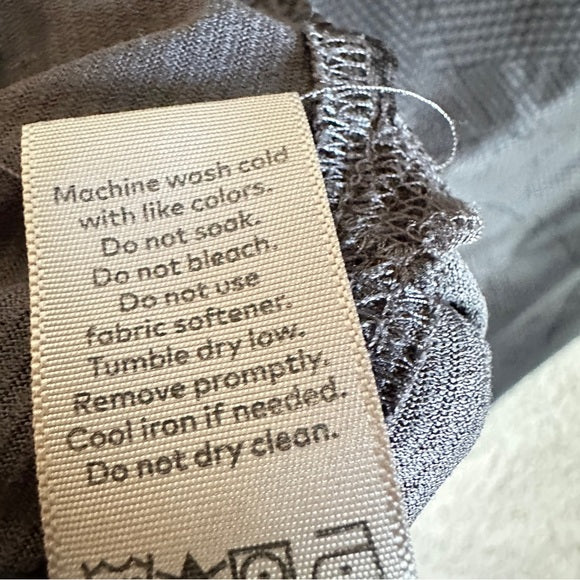 Machine wash cold
with like colors.
Do not soak.
Do not bleach.
Do not use
fabric softener.
Tumble dry low.
Remove promptly.
Cool iron if needed.
Do not dry clean.